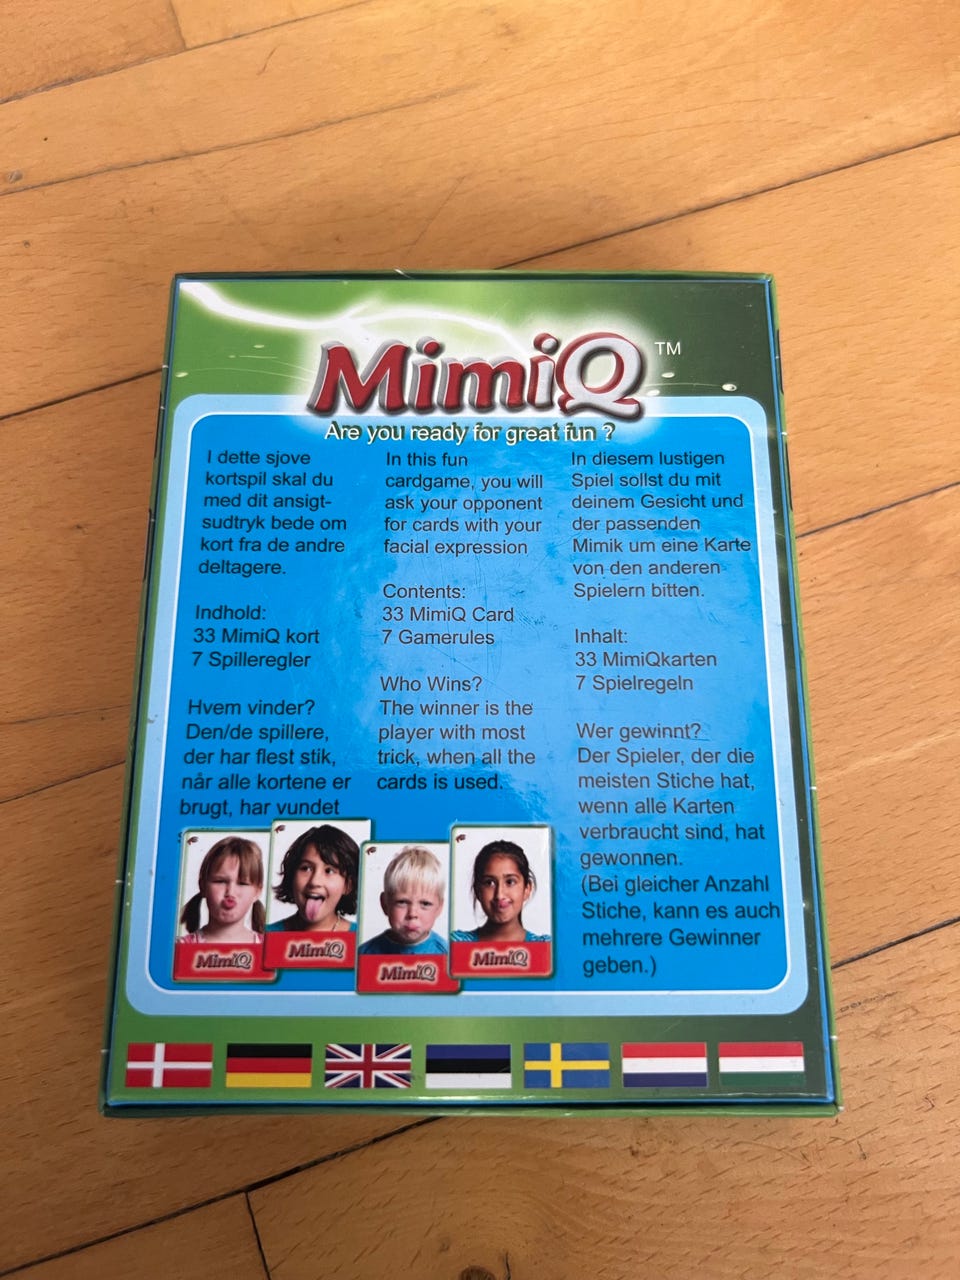 MimiQ TM
Are you ready for great fun ?
I dette sjove
kortspil skal du
med dit ansigt-
sudtryk bede om
kort fra de andre
deltagere.
Indhold:
33 MimiQ kort
7 Spilleregler
Hvem vinder?
Den/de spillere,
der har flest stik,
når alle kortene er
brugt, har vundet
In this fun
cardgame, you will
ask your opponent
for cards with your
facial expression
Contents:
33 MimiQ Card
7 Gamerules
Who Wins?
The winner is the
player with most
trick, when all the
cards is used.
In diesem lustigen
Spiel sollst du mit
deinem Gesicht und
der passenden
Mimik um eine Karte
von den anderen
Spielern bitten.
Inhalt:
33 MimiQkarten
7 Spielregeln
Wer gewinnt?
Der Spieler, der die
meisten Stiche hat,
wenn alle Karten
verbraucht sind, hat
gewonnen.
(Bei gleicher Anzahl
Stiche, kann es auch
mehrere Gewinner
geben.)
MimiQ
MimiQ
MimiQ
MimiQ